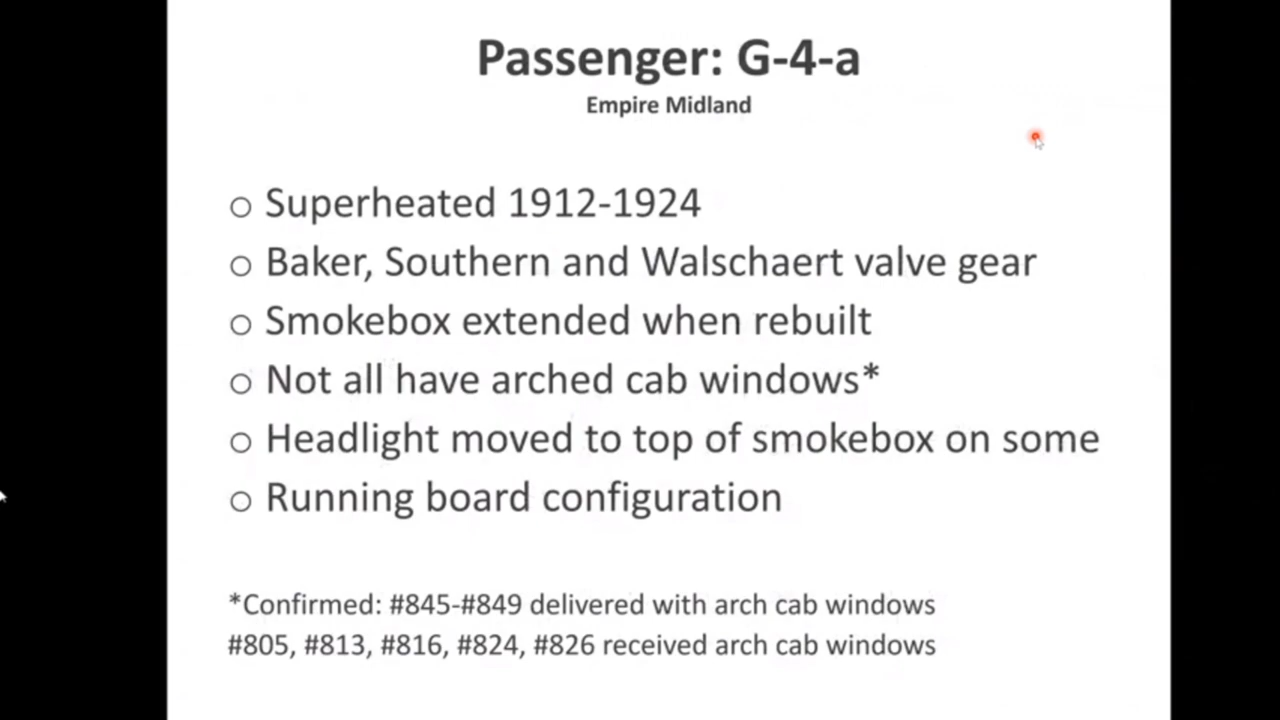 Passenger: G-4-a
Empire Midland
○ Superheated 1912-1924
○ Baker, Southern and Walschaert valve gear
○ Smokebox extended when rebuilt
○ Not all have arched cab windows*
○ Headlight moved to top of smokebox on some
○ Running board configuration
*Confirmed: #845-#849 delivered with arch cab windows
#805, #813, #816, #824, #826 received arch cab windows